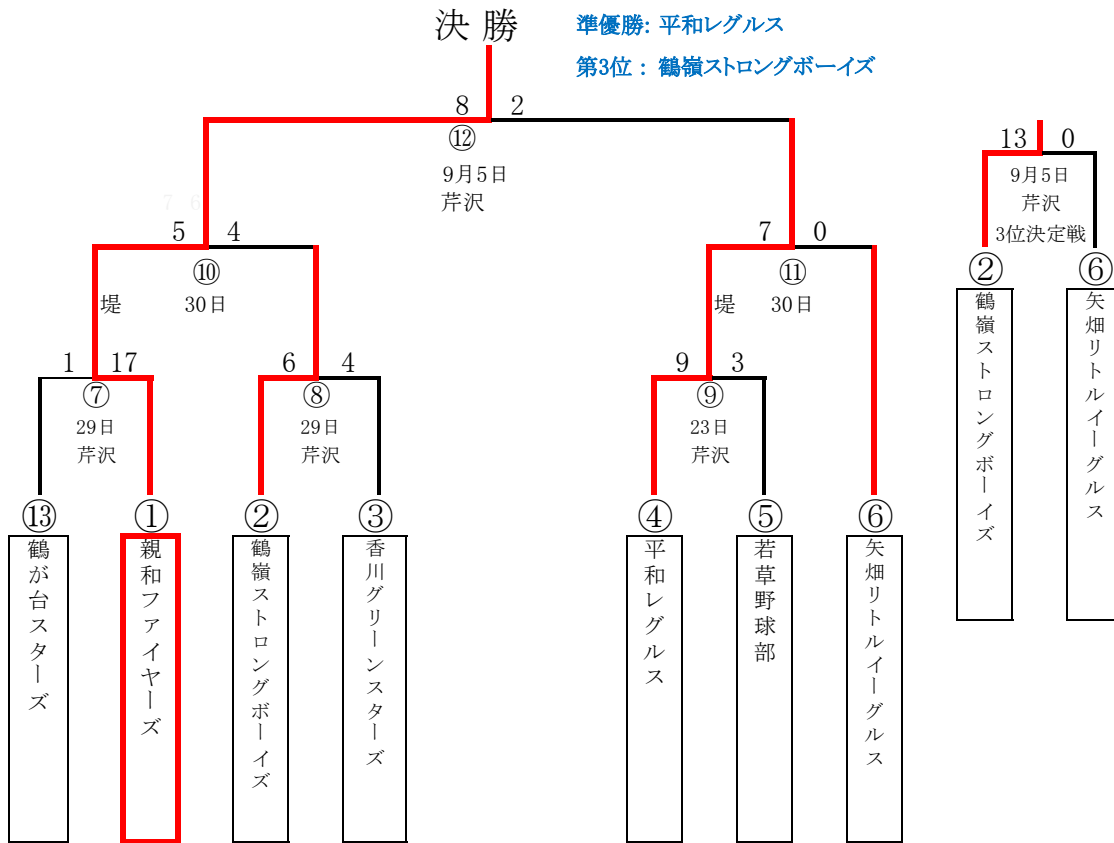 決 勝
準優勝: 平和レグルス
第3位 : 鶴嶺ストロングボーイズ
8 2
⑫
9月5日
芹沢
7 6
5 4
⑩
堤 30日
7 0
⑪
堤 30日
1 17
⑦
29日
芹沢
6 4
⑧
29日
芹沢
9 3
⑨
23日
芹沢
⑬
鶴が台スターズ
①
親和ファイヤーズ
②
鶴嶺ストロングボーイズ
③
香川グリーンスターズ
④
平和レグルス
⑤
若草野球部
⑥
矢畑リトルイーグルス
13 0
9月5日
芹沢
3位決定戦
②
鶴嶺ストロングボーイズ
⑥
矢畑リトルイーグルス